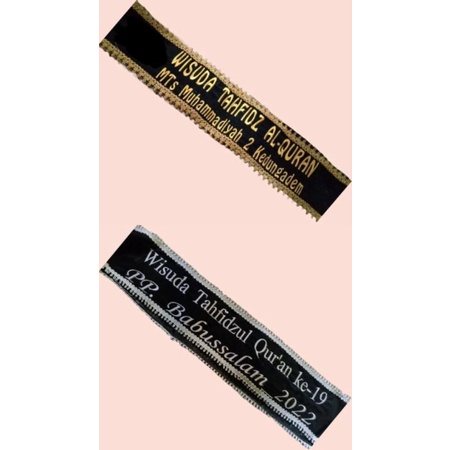 WISUDA TAHFIDZ AL-QURAN
MTs Muhammadiyah 2 Kedungadem
Wisuda Tahfidzul Qur'an ke-19
PP. Babussalam 2022